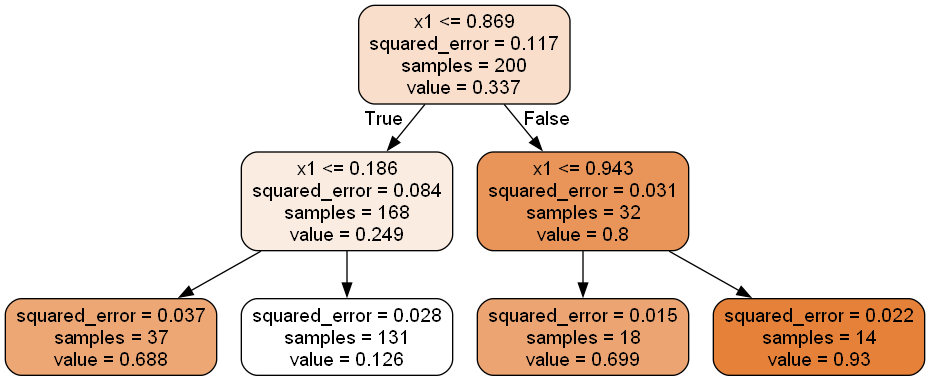 x1 <= 0.869
squared_error = 0.117
samples = 200
value = 0.337
True
False
x1 <= 0.186
squared_error = 0.084
samples = 168
value = 0.249
x1 <= 0.943
squared_error = 0.031
samples = 32
value = 0.8
squared_error = 0.037
samples = 37
value = 0.688
squared_error = 0.028
samples = 131
value = 0.126
squared_error = 0.015
samples = 18
value = 0.699
squared_error = 0.022
samples = 14
value = 0.93